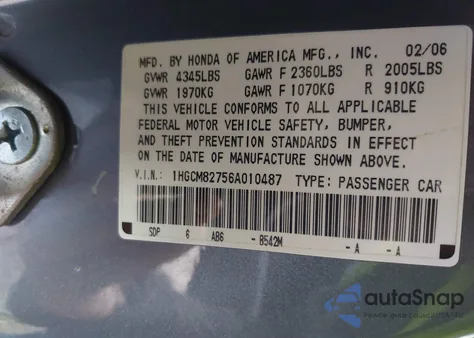 MFD. BY HONDA OF AMERICA MFG., INC. 02/06
GVWR 4345LBS GAWR F 2360LBS R 2005LBS
GVWR 1970KG GAWR F 1070KG R 910KG
THIS VEHICLE CONFORMS TO ALL APPLICABLE
FEDERAL MOTOR VEHICLE SAFETY, BUMPER,
AND THEFT PREVENTION STANDARDS IN EFFECT
ON THE DATE OF MANUFACTURE SHOWN ABOVE.
V.I.N.: 1HGCM82756A010487 TYPE: PASSENGER CAR
SDP 6 AB6 - B542M - A - A
autoSnap